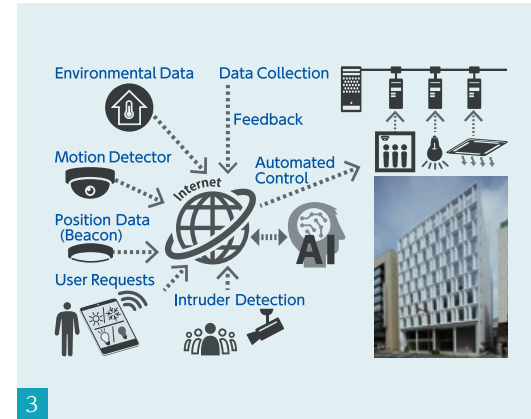 Environmental Data
Data Collection
Feedback
Motion Detector
Automated
Control
Internet
Position Data
(Beacon)
AI
User Requests
Intruder Detection
3